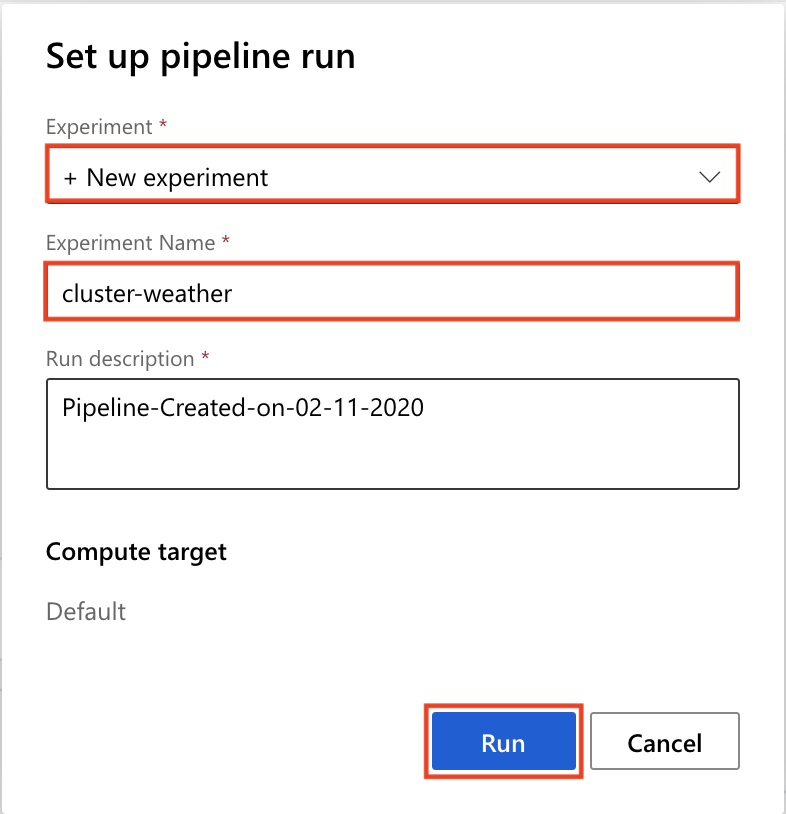 Set up pipeline run
Experiment *
+ New experiment
Experiment Name *
cluster-weather
Run description *
Pipeline-Created-on-02-11-2020
Compute target
Default
Run
Cancel